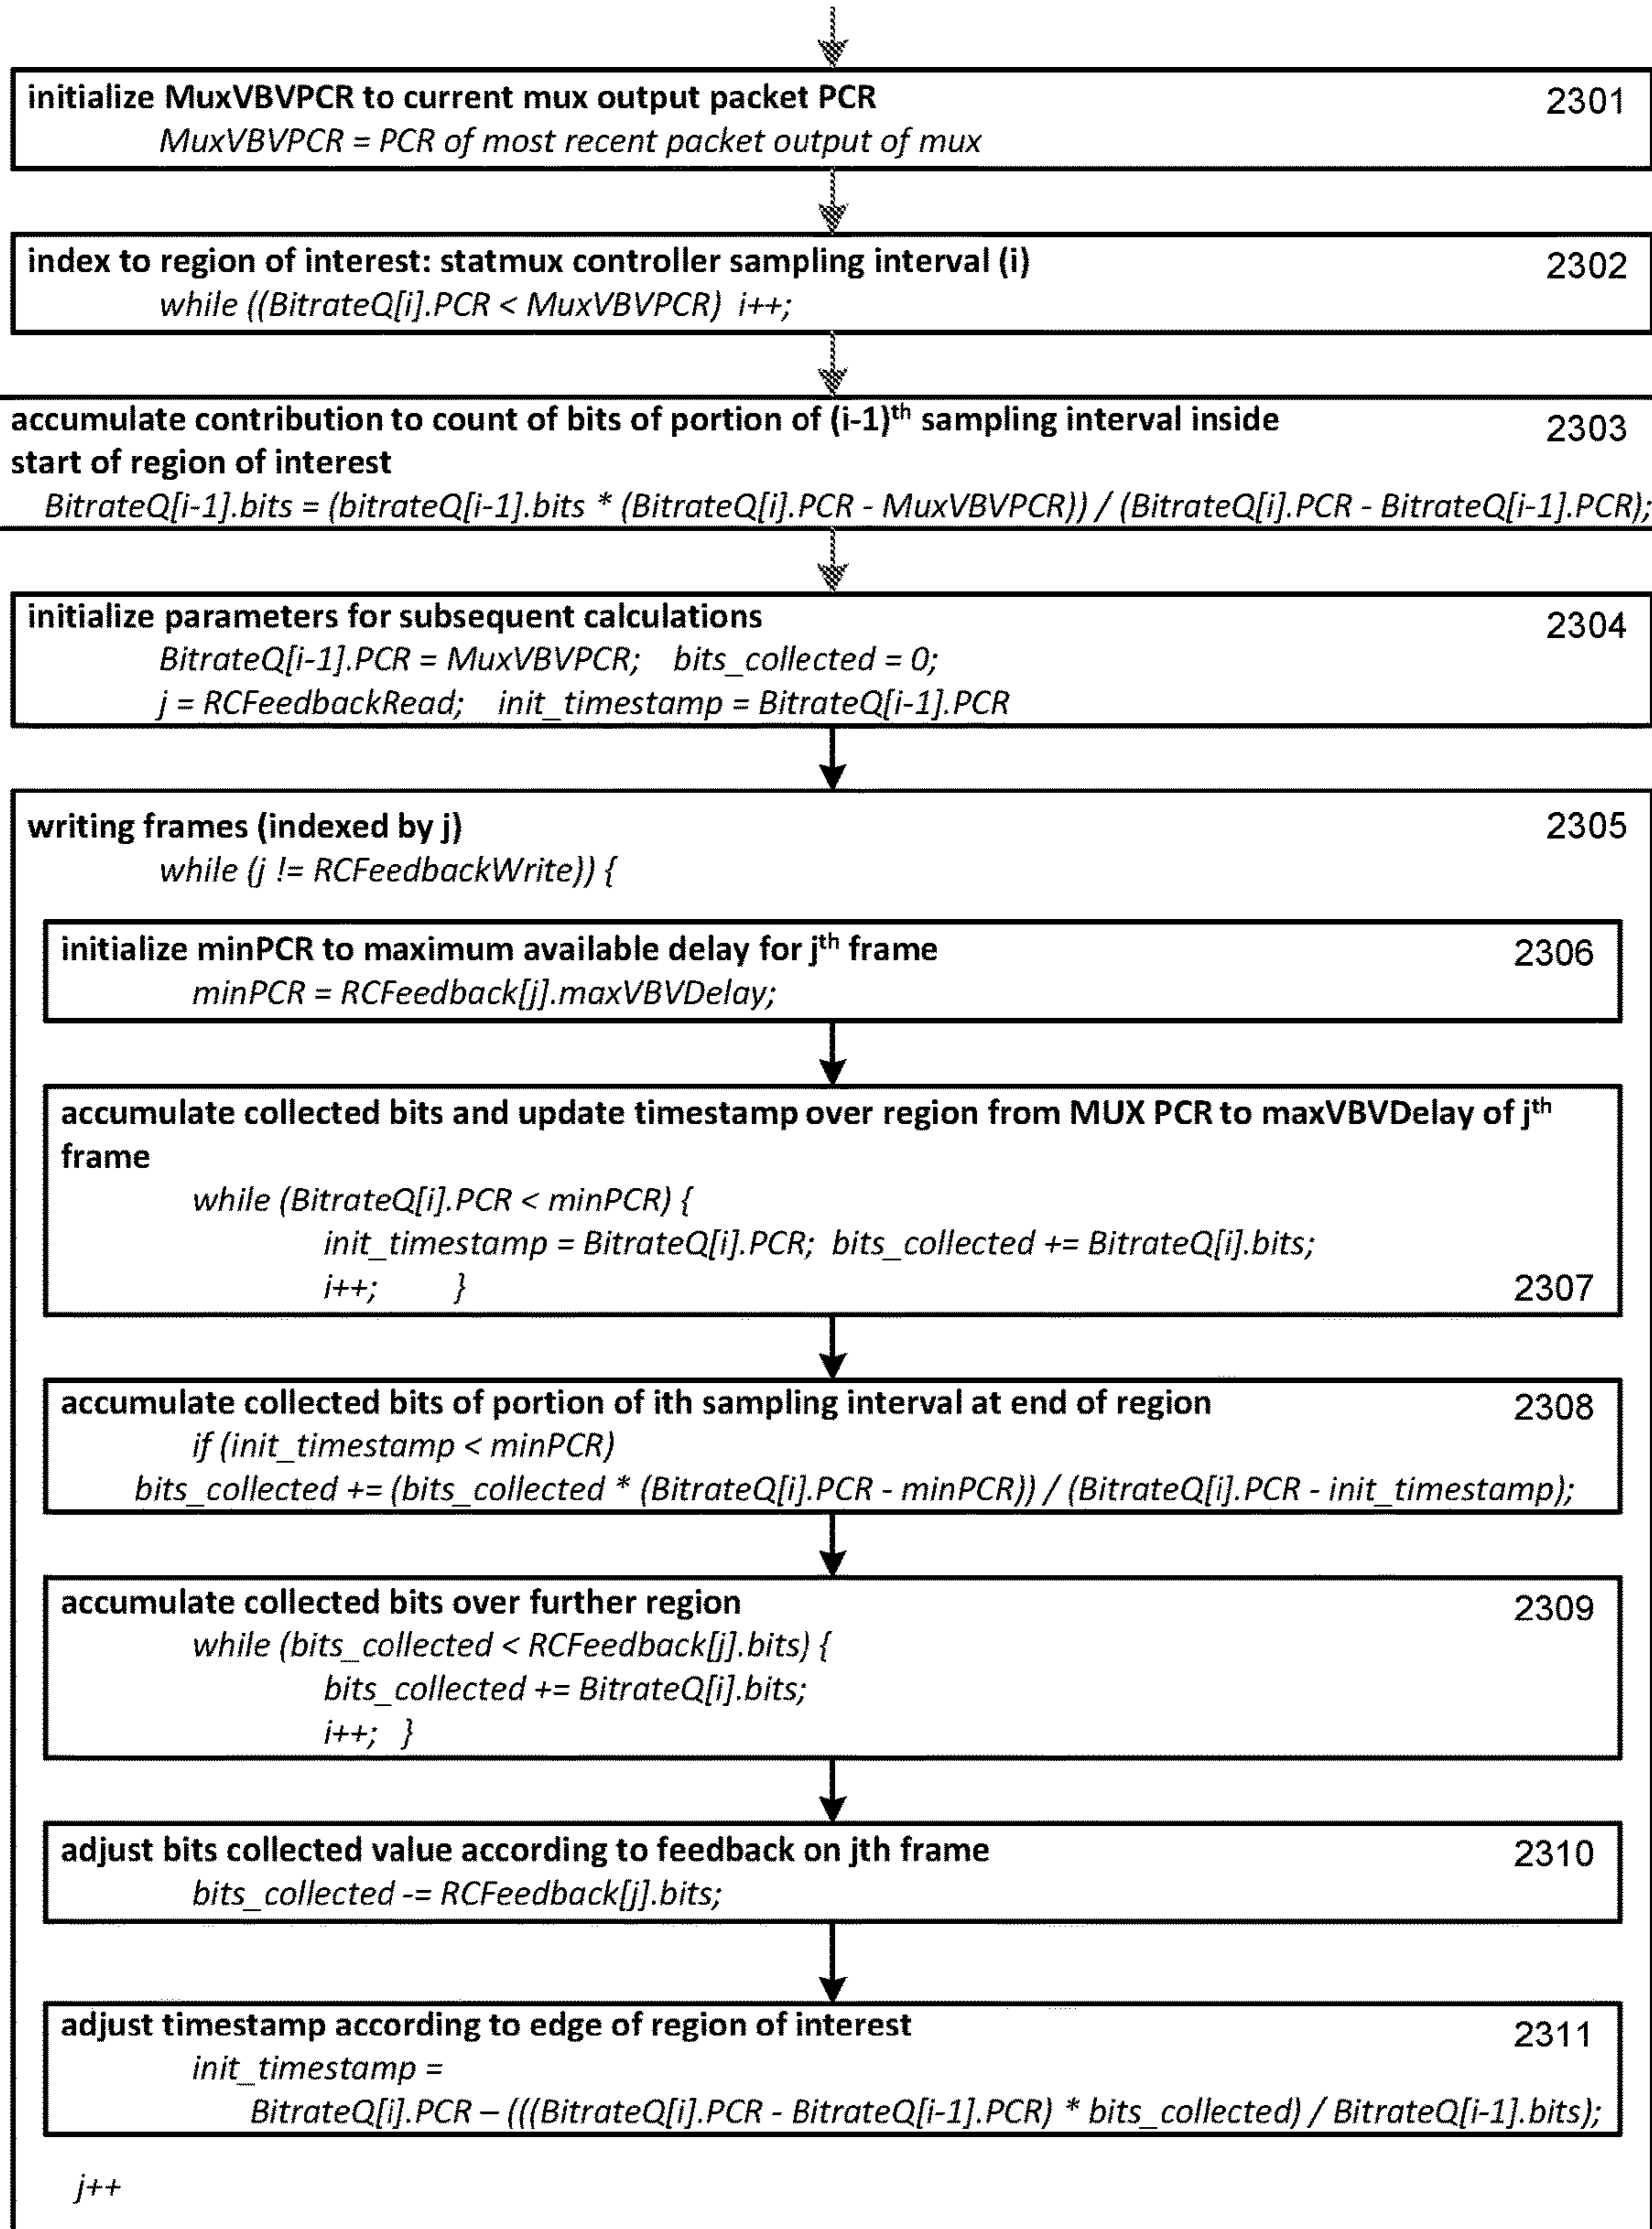 initialize MuxVBVPCR to current mux output packet PCR 2301
MuxVBVPCR = PCR of most recent packet output of mux
index to region of interest: statmux controller sampling interval (i) 2302
while ((BitrateQ[i].PCR < MuxVBVPCR) i++;
accumulate contribution to count of bits of portion of (i-1)th sampling interval inside 2303
start of region of interest
BitrateQ[i-1].bits = (bitrateQ[i-1].bits * (BitrateQ[i].PCR - MuxVBVPCR)) / (BitrateQ[i].PCR - BitrateQ[i-1].PCR);
initialize parameters for subsequent calculations 2304
BitrateQ[i-1].PCR = MuxVBVPCR; bits_collected = 0;
j = RCFeedbackRead; init_timestamp = BitrateQ[i-1].PCR
writing frames (indexed by j) 2305
while (j != RCFeedbackWrite)) {
initialize minPCR to maximum available delay for jth frame 2306
minPCR = RCFeedback[j].maxVBVDelay;
accumulate collected bits and update timestamp over region from MUX PCR to maxVBVDelay of jth
frame
while (BitrateQ[i].PCR < minPCR) {
init_timestamp = BitrateQ[i].PCR; bits_collected += BitrateQ[i].bits;
i++; } 2307
accumulate collected bits of portion of ith sampling interval at end of region 2308
if (init_timestamp < minPCR)
bits_collected += (bits_collected * (BitrateQ[i].PCR - minPCR)) / (BitrateQ[i].PCR - init_timestamp);
accumulate collected bits over further region 2309
while (bits_collected < RCFeedback[j].bits) {
bits_collected += BitrateQ[i].bits;
i++; }
adjust bits collected value according to feedback on jth frame 2310
bits_collected -= RCFeedback[j].bits;
adjust timestamp according to edge of region of interest 2311
init_timestamp =
BitrateQ[i].PCR – (((BitrateQ[i].PCR - BitrateQ[i-1].PCR) * bits_collected) / BitrateQ[i-1].bits);
j++